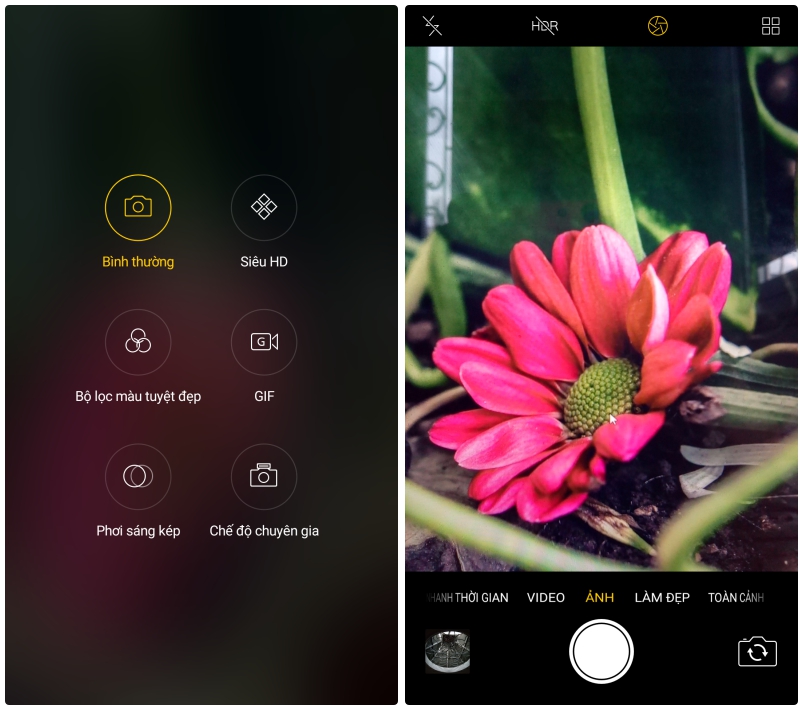 Bình thường
Siêu HD
Bộ lọc màu tuyệt đẹp
GIF
Phơi sáng kép
Chế độ chuyên gia
HDR
THỜI GIAN
VIDEO
ẢNH
LÀM ĐẸP
TOÀN CẢNH